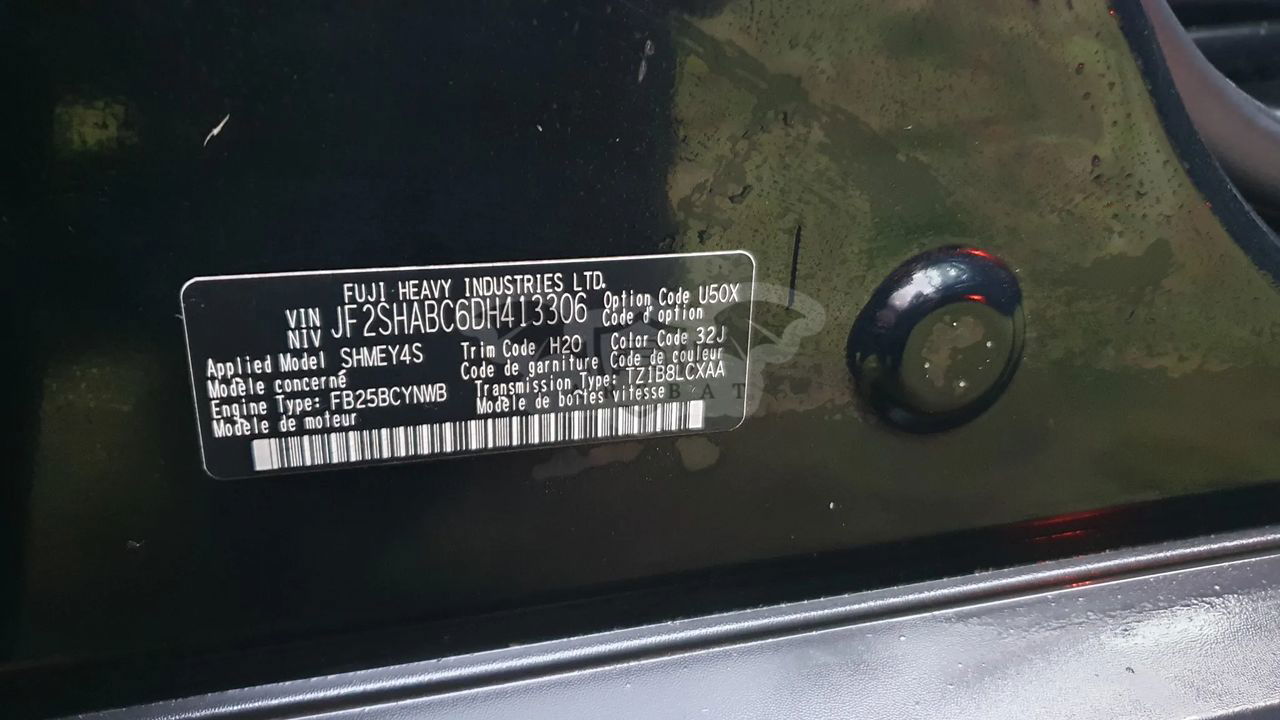 FUJI HEAVY INDUSTRIES LTD.
VIN
NIV
JF2SHABC6DH413306
Option Code U50X
Code d'option
Applied Model SHMEY4S
Modèle concerné
Trim Code H20
Code de garniture
Color Code 32J
Code de couleur
Engine Type: FB25BCYNWB
Modèle de moteur
Transmission Type: TZ1B8LCXAA
Modèle de boîtes vitesse